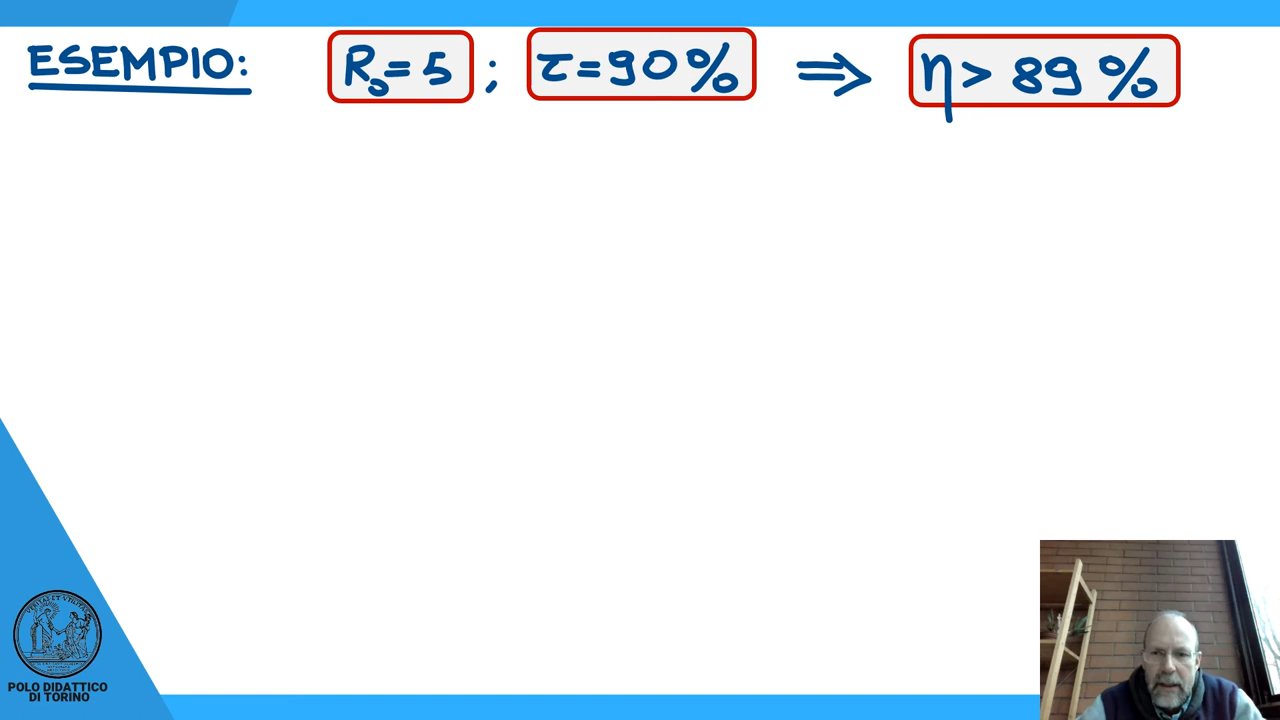 ESEMPIO: R₀ = 5 ; τ = 90% ⇒ η > 89%
POLO DIDATTICO
DI TORINO